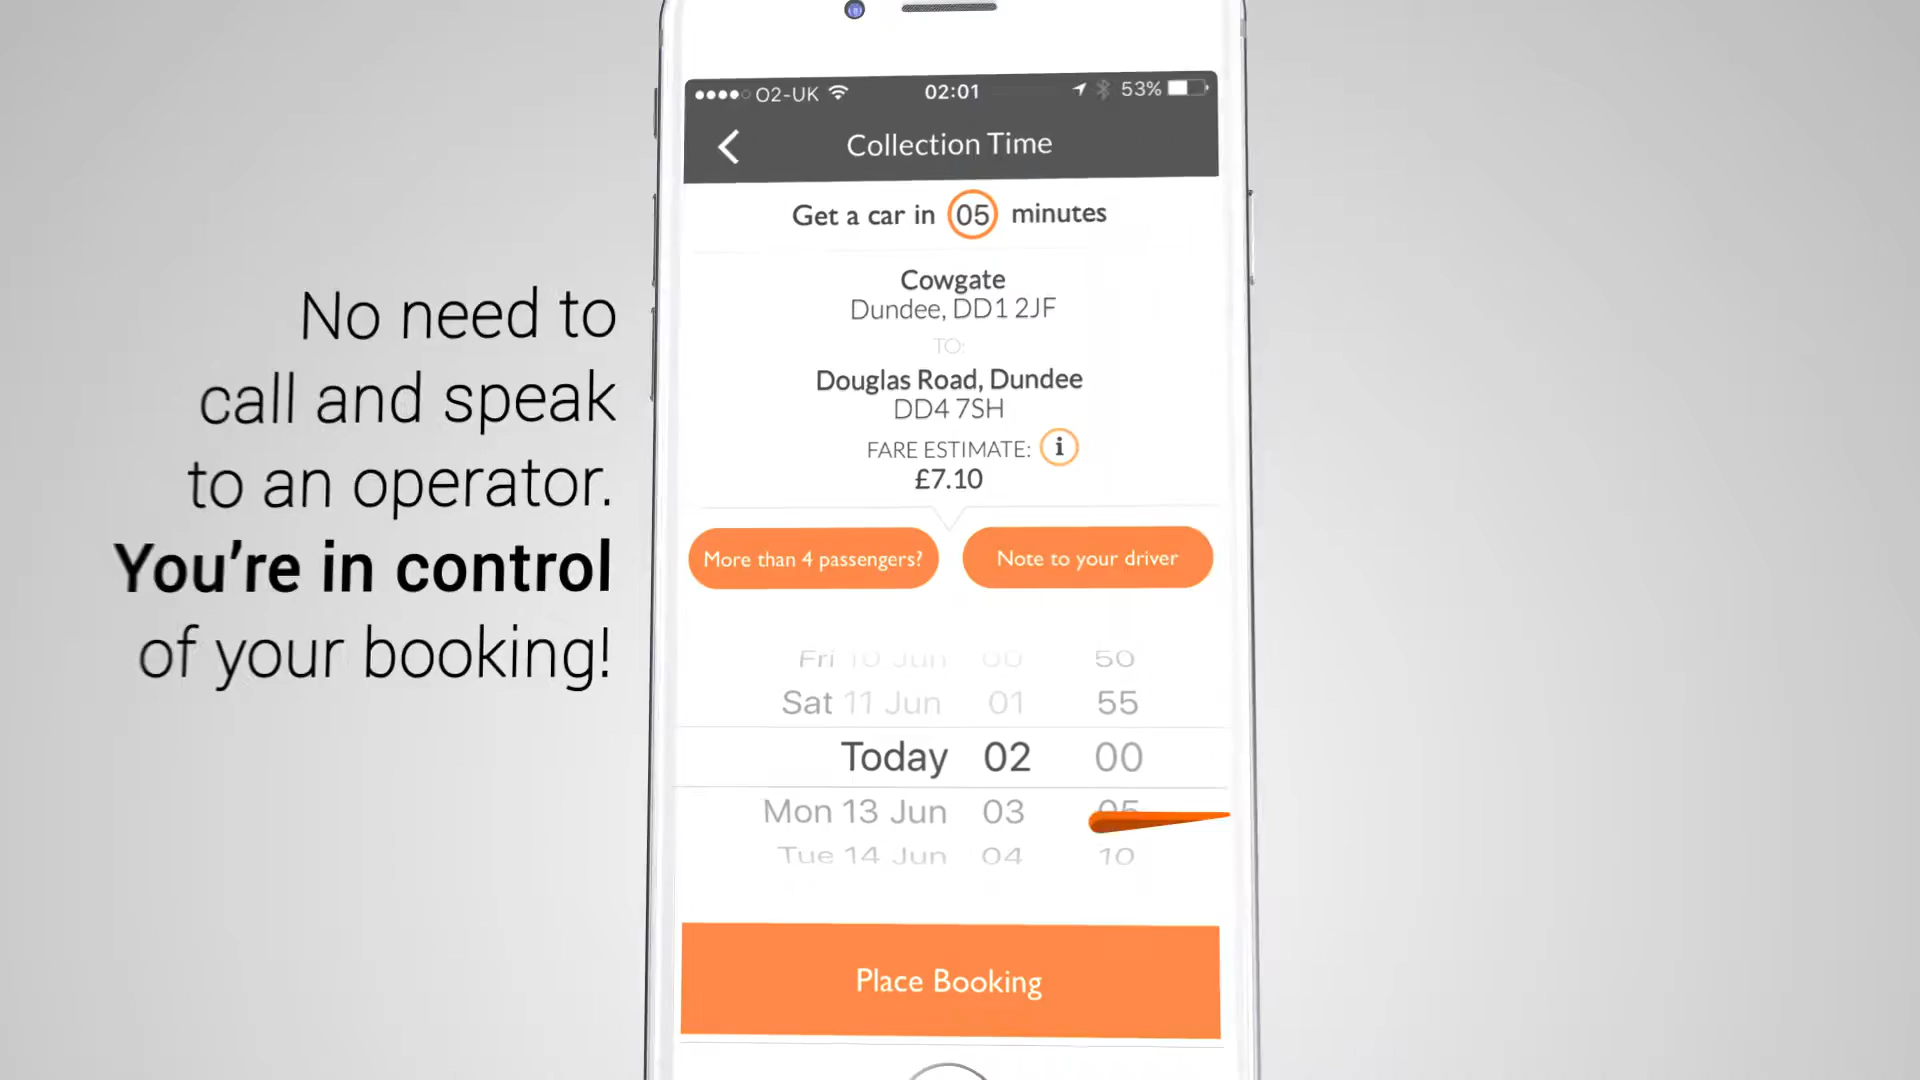 No need to
call and speak
to an operator.
You're in control
of your booking!
O2-UK 02:01 53%
Collection Time
Get a car in 05 minutes
Cowgate
Dundee, DD1 2JF
TO:
Douglas Road, Dundee
DD4 7SH
FARE ESTIMATE: i
£7.10
More than 4 passengers? Note to your driver
Fri 10 Jun 00 50
Sat 11 Jun 01 55
Today 02 00
Mon 13 Jun 03 05
Tue 14 Jun 04 10
Place Booking